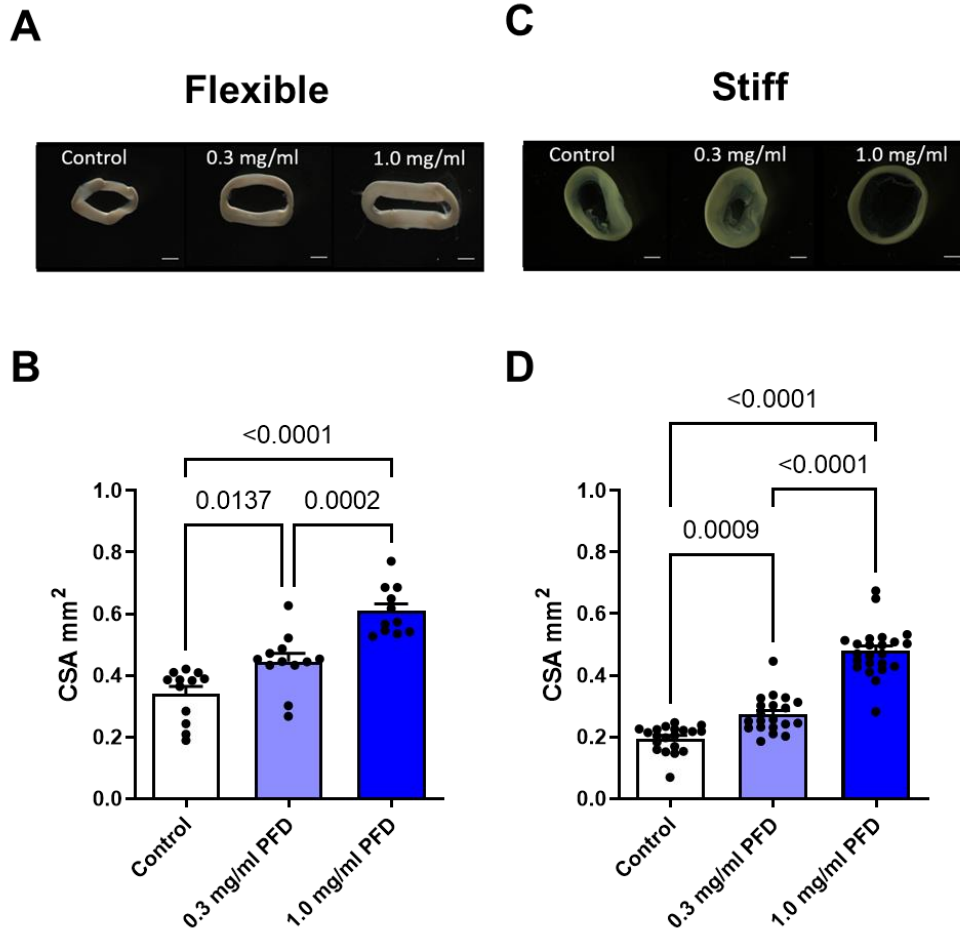 A
Flexible
Control 0.3 mg/ml 1.0 mg/ml
C
Stiff
Control 0.3 mg/ml 1.0 mg/ml
B
<0.0001
0.0137 0.0002
1.0
0.8
0.6
0.4
0.2
0.0
CSA mm²
Control
0.3 mg/ml PFD
1.0 mg/ml PFD
D
<0.0001
<0.0001
0.0009
1.0
0.8
0.6
0.4
0.2
0.0
CSA mm²
Control
0.3 mg/ml PFD
1.0 mg/ml PFD